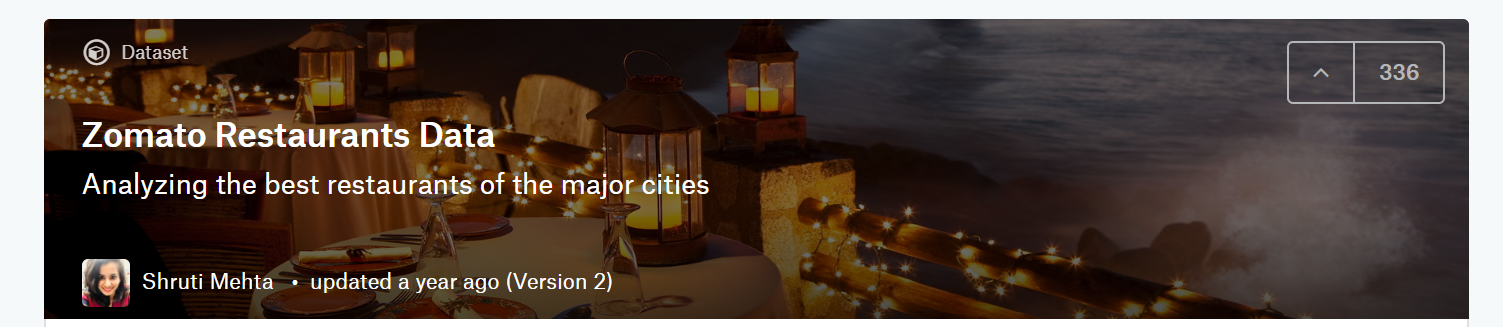 Dataset
336
Zomato Restaurants Data
Analyzing the best restaurants of the major cities
Shruti Mehta • updated a year ago (Version 2)